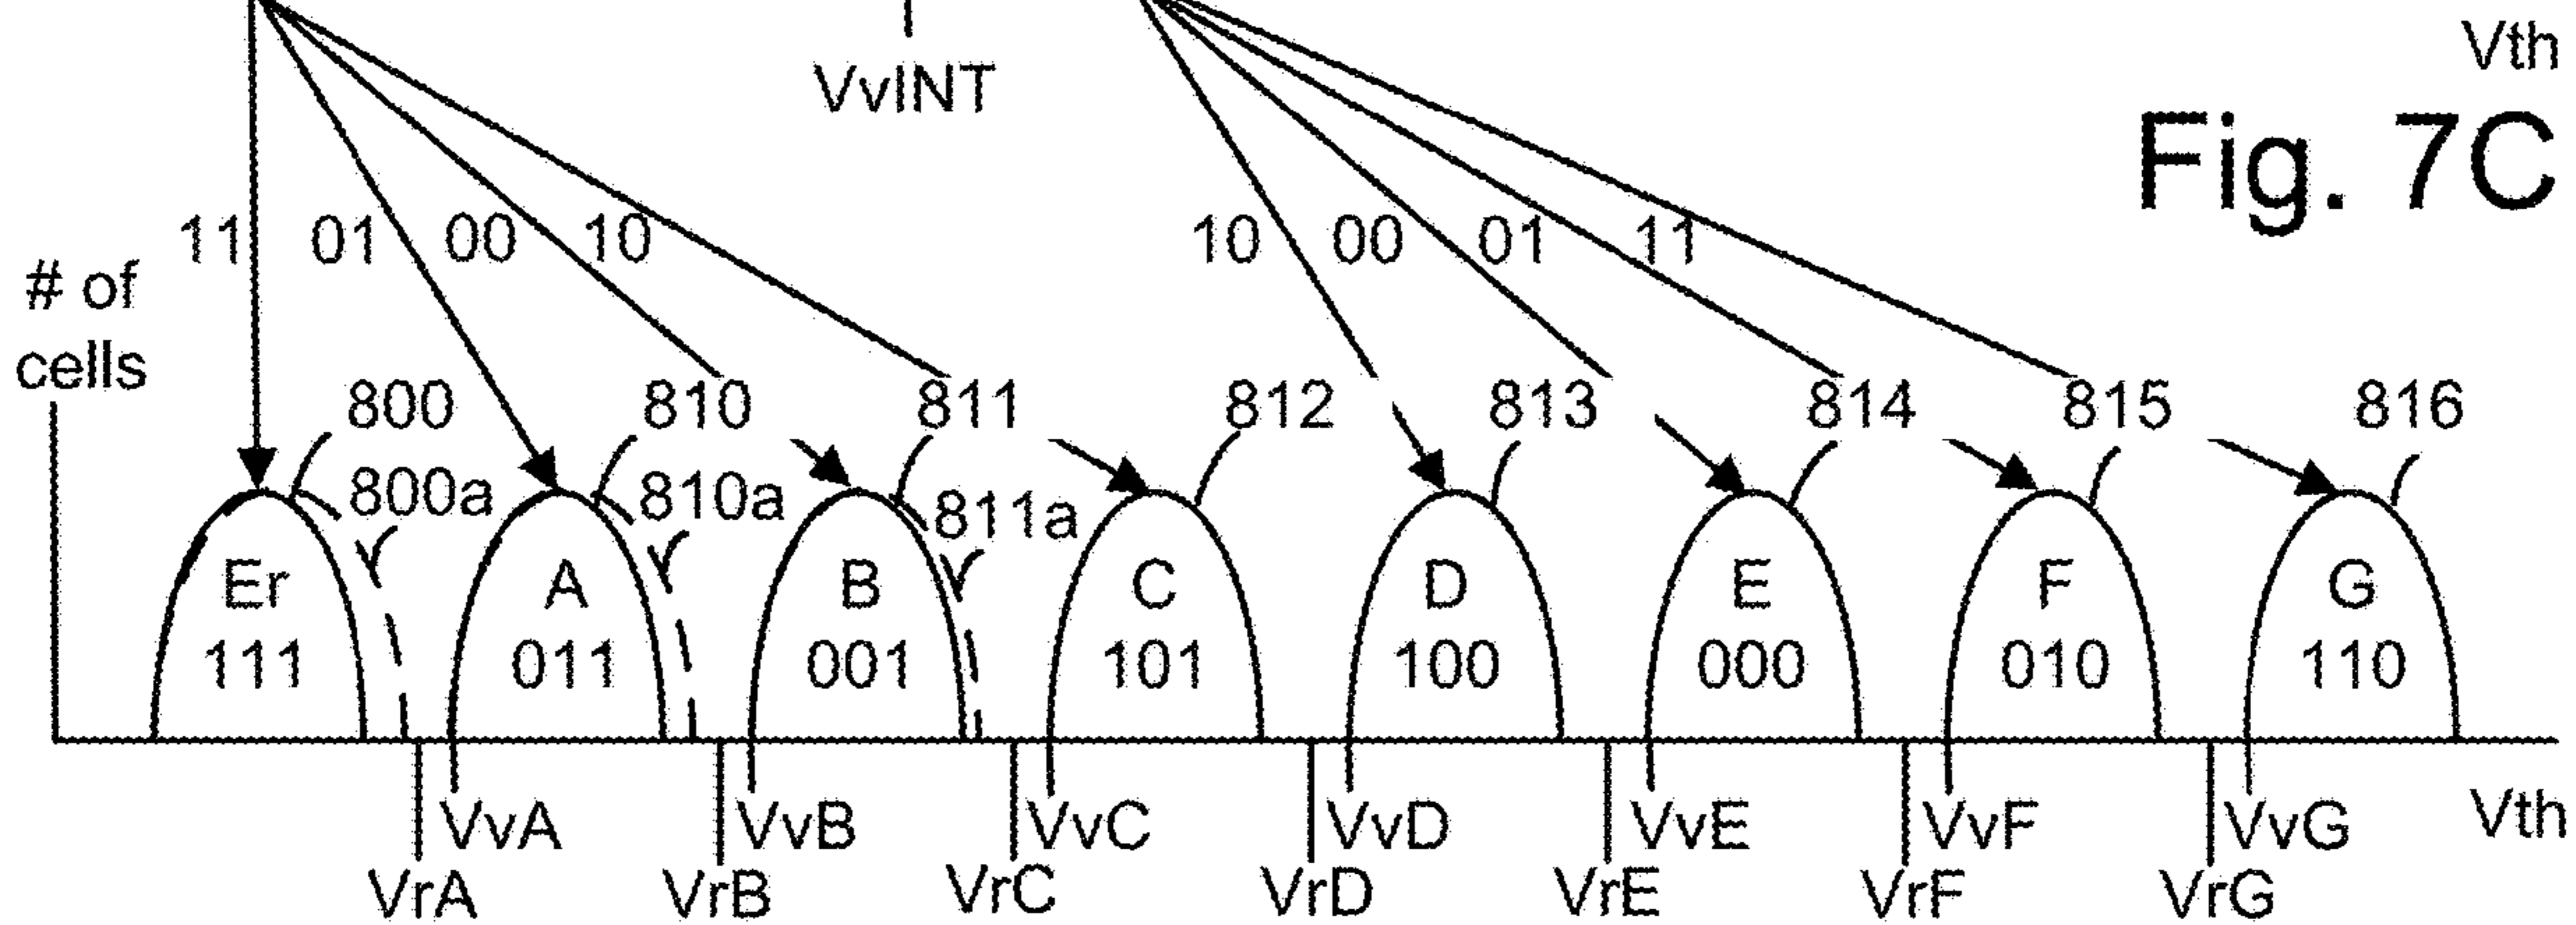 Vth
VvINT
Fig. 7C
11 01 00 10 10 00 01 11
# of
cells
800 810 811 812 813 814 815 816
800a 810a 811a
Er A B C D E F G
111 011 001 101 100 000 010 110
VvA VvB VvC VvD VvE VvF VvG Vth
VrA VrB VrC VrD VrE VrF VrG